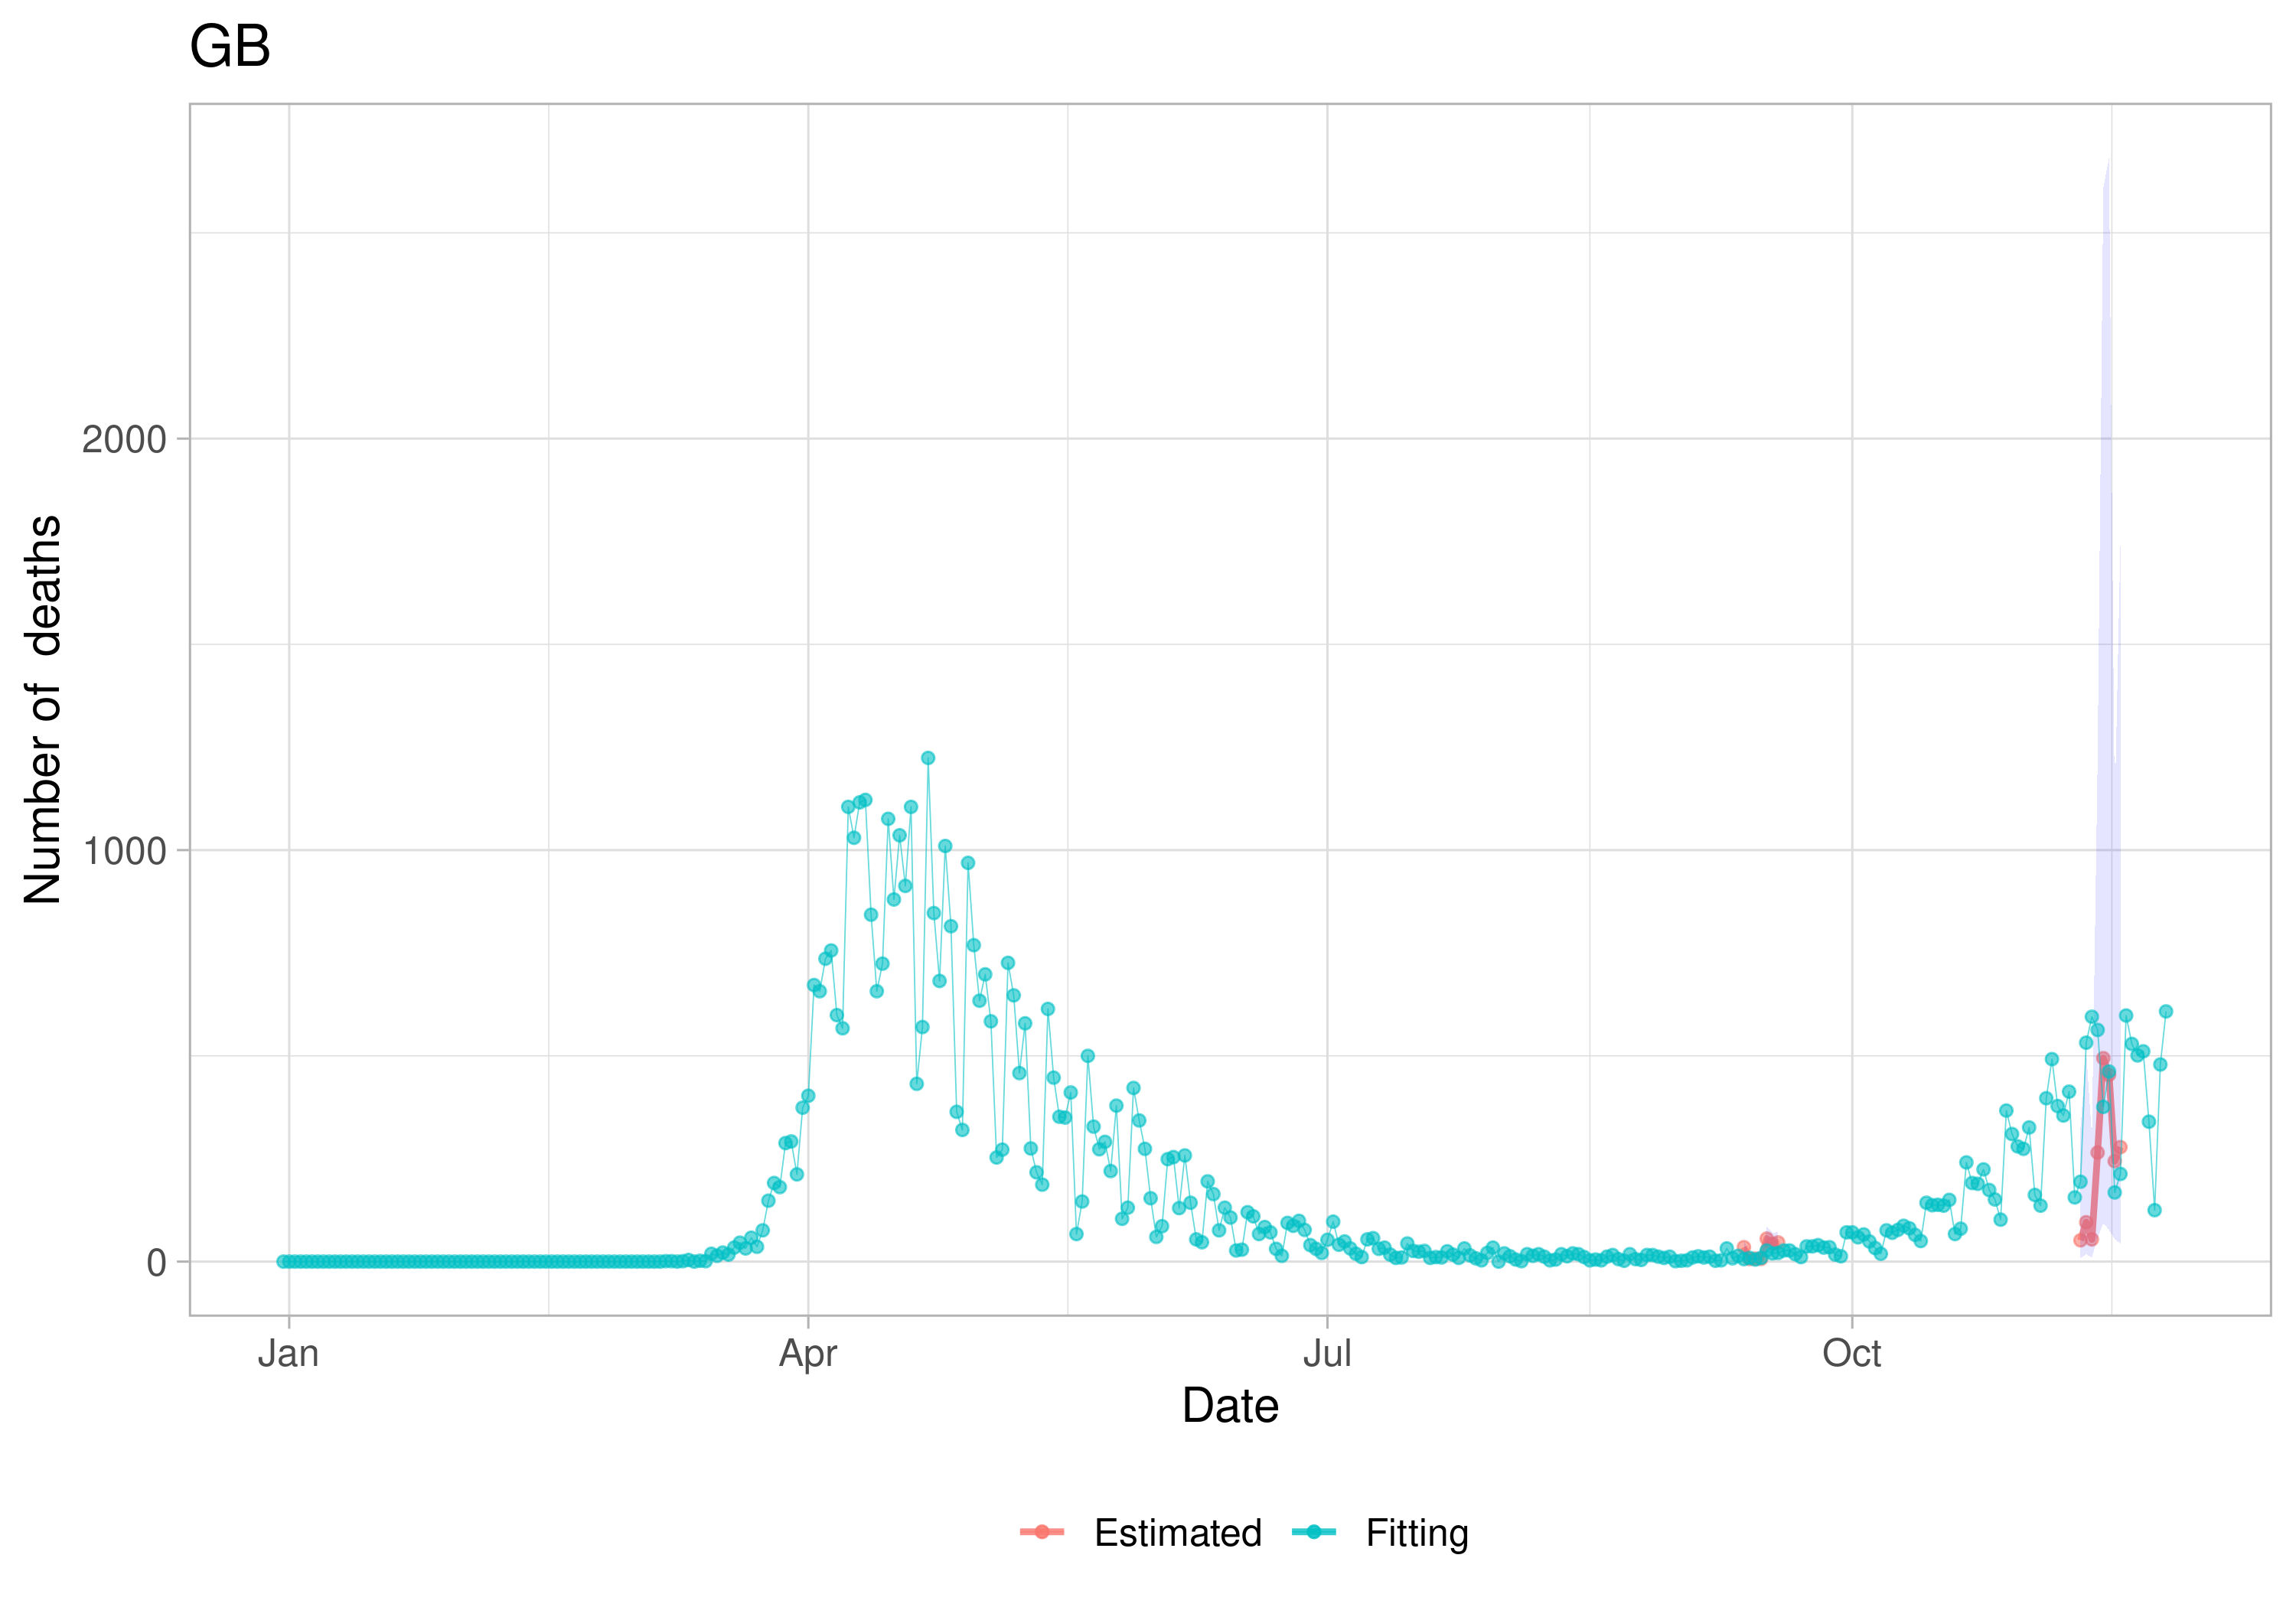 GB
Number of  deaths
2000
1000
0
Jan Apr Jul Oct
Date
Estimated Fitting